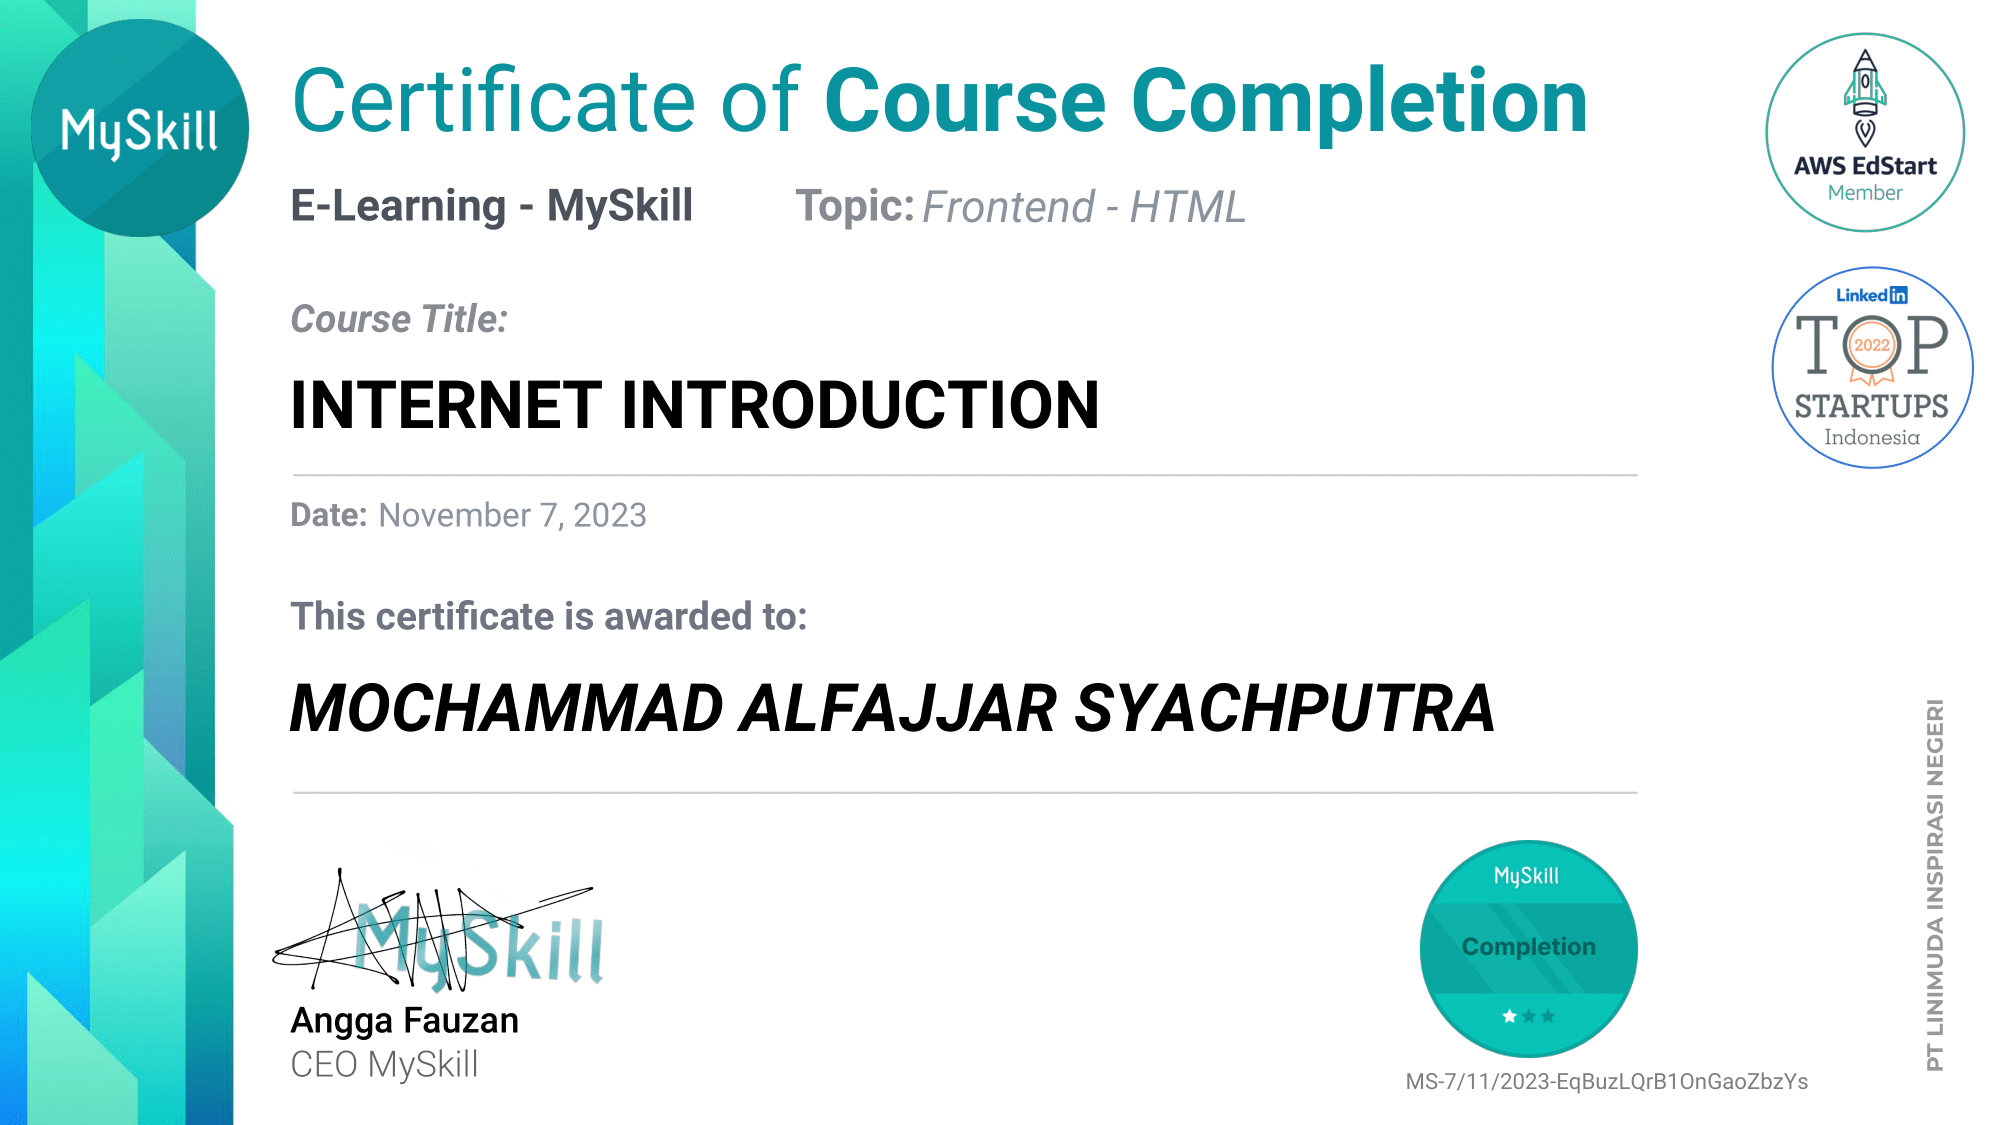 MySkill
Certificate of Course Completion
E-Learning - MySkill
Topic: Frontend - HTML
AWS EdStart
Member
Course Title:
INTERNET INTRODUCTION
LinkedIn
TOP
2022
STARTUPS
Indonesia
Date: November 7, 2023
This certificate is awarded to:
MOCHAMMAD ALFAJJAR SYACHPUTRA
MySkill
Angga Fauzan
CEO MySkill
MySkill
Completion
MS-7/11/2023-EqBuzLQrB1OnGaoZbzYs
PT LINIMUDA INSPIRASI NEGERI